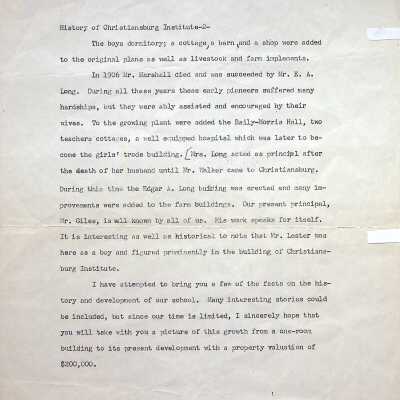 History of Christiansburg Institute-2-
The boys dormitory; a cottage,a barn,and a shop were added
to the original plans as well as livestock and farm implements.
In 1906 Mr. Marshall died and was succeeded by Mr. E. A.
Long. During all these years these early pioneers suffered many
hardships, but they were ably assisted and encouraged by their
wives. To the growing plant were added the Baily-Morris Hall, two
teachers cottages, a well equipped hospital which was later to be-
come the girls' trade building. [Mrs. Long acted as principl after
the death of her husband until Mr. Walker came to Christiansburg.
During this time the Edgar A. Long building was erected and many im-
provements were added to the farm buildings. Our present principal,
Mr. Giles, is well known by all of us. His work speaks for itself.
It is interesting as well as historical to note that Mr. Lester was
here as a boy and figured prominently in the building of Christians-
burg Institute.
I have attempted to bring you a few of the facts on the his-
tory and development of our school. Many interesting stories could
be included, but since our time is limited, I sincerely hope that
you will take with you a picture of this growth from a one-room
building to its present development with a property valuation of
$200,000.